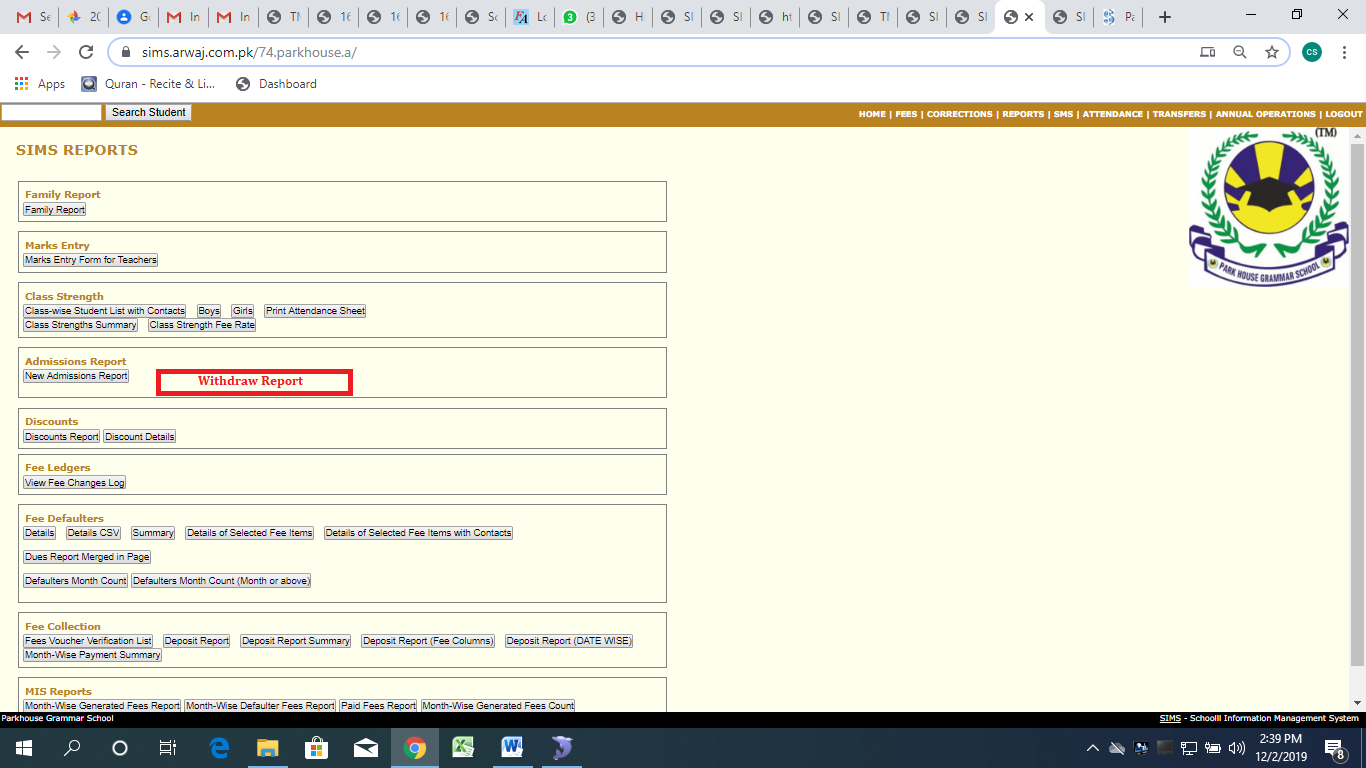 Se
20
Gu
In
In
Tl
16
16
16
Sc
Lo
(3
H
SI
SI
ht
SI
Tl
SI
SI
SI
Pa
sims.arwaj.com.pk/74.parkhouse.a/
CS
Apps Quran - Recite & Li... Dashboard
Search Student HOME | FEES | CORRECTIONS | REPORTS | SMS | ATTENDANCE | TRANSFERS | ANNUAL OPERATIONS | LOGOUT
(TM)
SIMS REPORTS
PARK HOUSE GRAMMAR SCHOOL
Family Report
Family Report
Marks Entry
Marks Entry Form for Teachers
Class Strength
Class-wise Student List with Contacts Boys Girls Print Attendance Sheet
Class Strengths Summary Class Strength Fee Rate
Admissions Report
New Admissions Report Withdraw Report
Discounts
Discounts Report Discount Details
Fee Ledgers
View Fee Changes Log
Fee Defaulters
Details Details CSV Summary Details of Selected Fee Items Details of Selected Fee Items with Contacts
Dues Report Merged in Page
Defaulters Month Count Defaulters Month Count (Month or above)
Fee Collection
Fees Voucher Verification List Deposit Report Deposit Report Summary Deposit Report (Fee Columns) Deposit Report (DATE WISE)
Month-Wise Payment Summary
MIS Reports
Month-Wise Generated Fees Report Month-Wise Defaulter Fees Report Paid Fees Report Month-Wise Generated Fees Count
Parkhouse Grammar School SIMS - Schoolll Information Management System
2:39 PM
12/2/2019
8